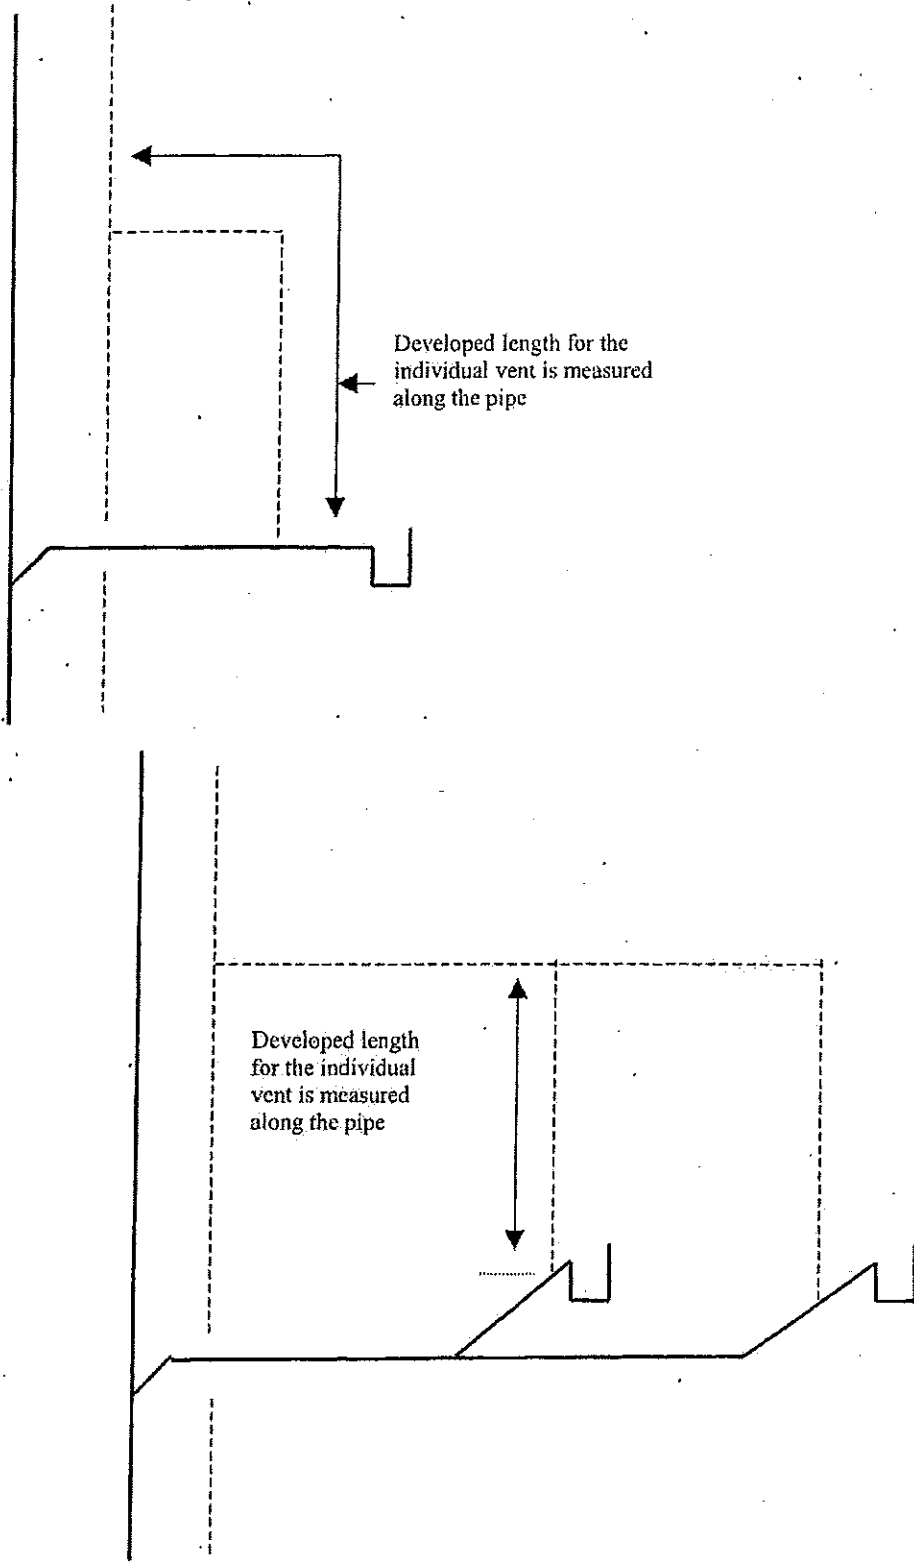 Developed length for the
individual vent is measured
along the pipe
Developed length
for the individual
vent is measured
along the pipe